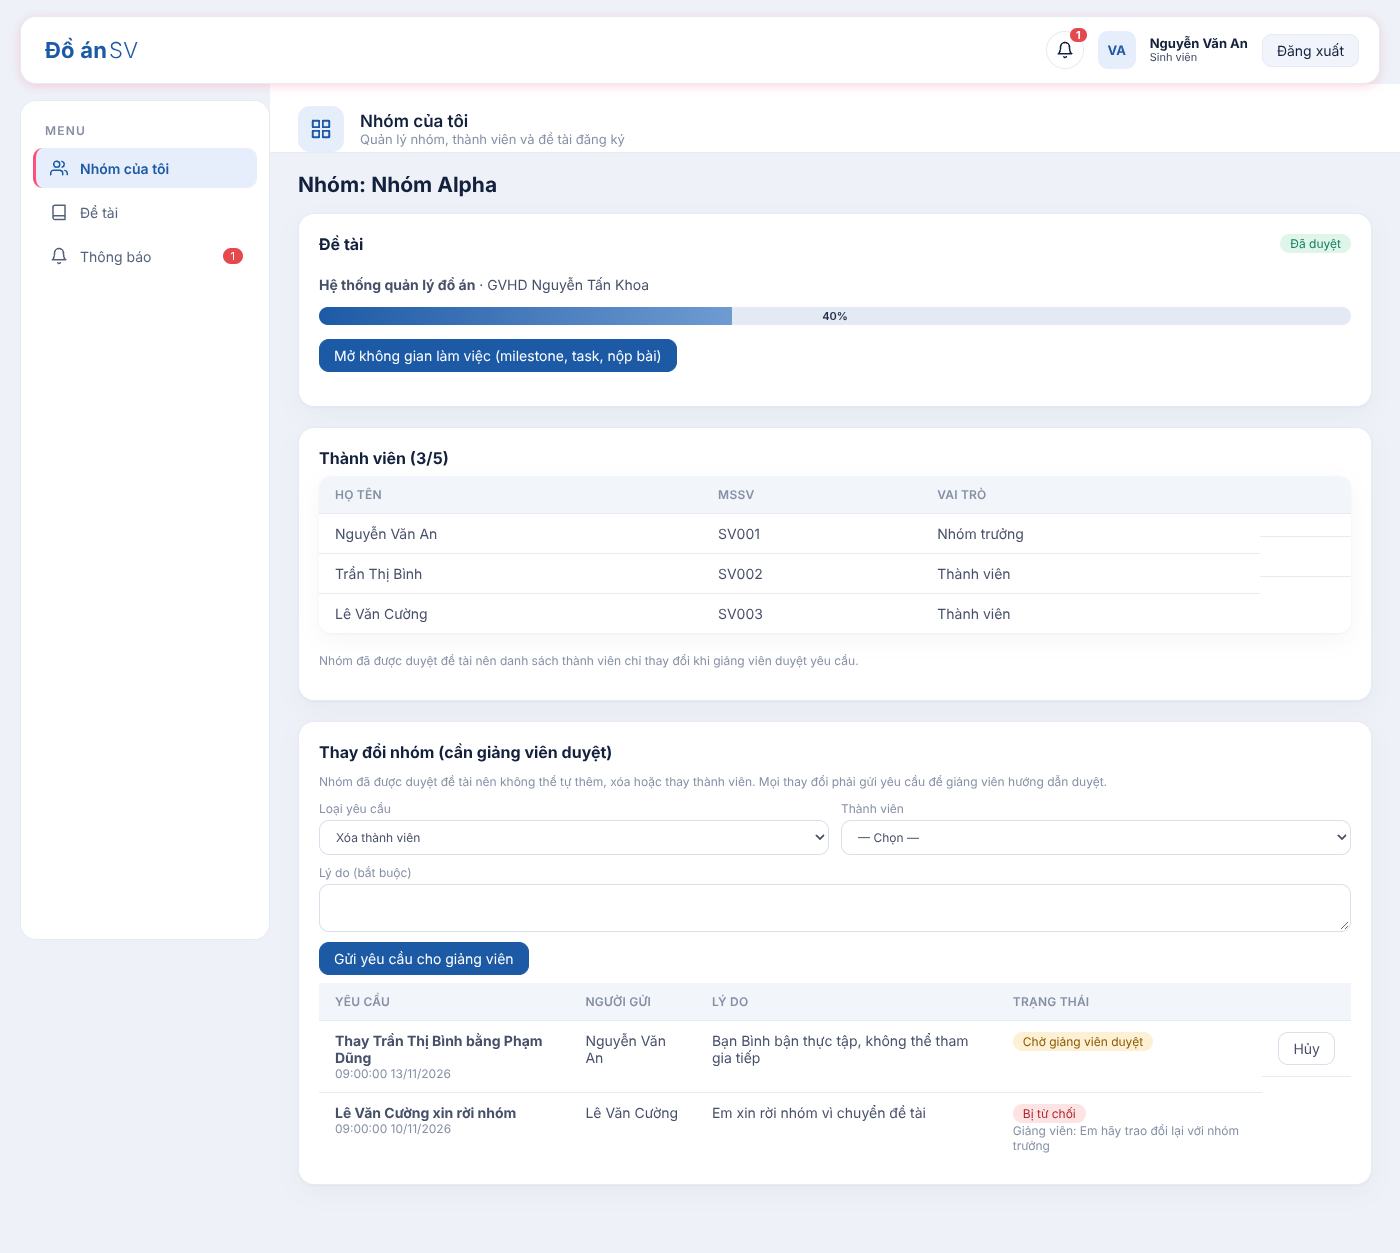 Đồ án SV
1
VA
Nguyễn Văn An
Sinh viên
Đăng xuất
MENU
Nhóm của tôi
Đề tài
Thông báo
1
Nhóm của tôi
Quản lý nhóm, thành viên và đề tài đăng ký
Nhóm: Nhóm Alpha
Đề tài
Đã duyệt
Hệ thống quản lý đồ án · GVHD Nguyễn Tấn Khoa
40%
Mở không gian làm việc (milestone, task, nộp bài)
Thành viên (3/5)
HỌ TÊN MSSV VAI TRÒ
Nguyễn Văn An SV001 Nhóm trưởng
Trần Thị Bình SV002 Thành viên
Lê Văn Cường SV003 Thành viên
Nhóm đã được duyệt đề tài nên danh sách thành viên chỉ thay đổi khi giảng viên duyệt yêu cầu.
Thay đổi nhóm (cần giảng viên duyệt)
Nhóm đã được duyệt đề tài nên không thể tự thêm, xóa hoặc thay thành viên. Mọi thay đổi phải gửi yêu cầu để giảng viên hướng dẫn duyệt.
Loại yêu cầu Thành viên
Xóa thành viên — Chọn —
Lý do (bắt buộc)
Gửi yêu cầu cho giảng viên
YÊU CẦU NGƯỜI GỬI LÝ DO TRẠNG THÁI
Thay Trần Thị Bình bằng Phạm Dũng
09:00:00 13/11/2026
Nguyễn Văn An
Bạn Bình bận thực tập, không thể tham gia tiếp
Chờ giảng viên duyệt
Hủy
Lê Văn Cường xin rời nhóm
09:00:00 10/11/2026
Lê Văn Cường
Em xin rời nhóm vì chuyển đề tài
Bị từ chối
Giảng viên: Em hãy trao đổi lại với nhóm trưởng